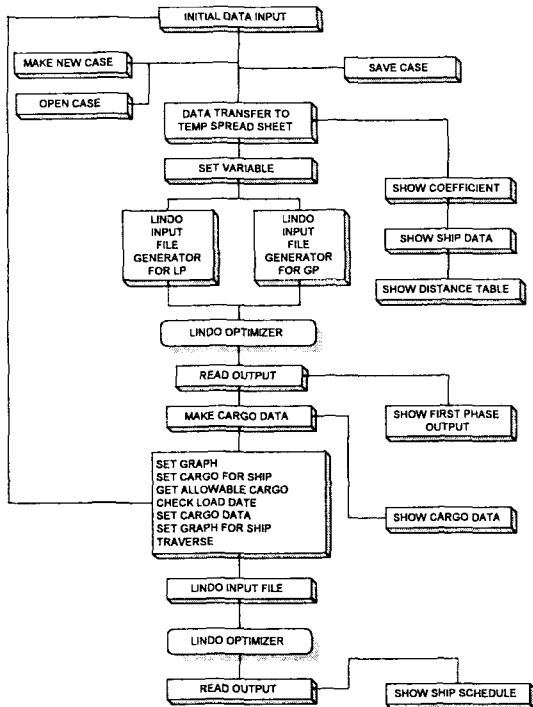 INITIAL DATA INPUT
MAKE NEW CASE
SAVE CASE
OPEN CASE
DATA TRANSFER TO
TEMP SPREAD SHEET
SET VARIABLE
SHOW COEFFICIENT
LINDO
INPUT
FILE
GENERATOR
FOR LP
LINDO
INPUT
FILE
GENERATOR
FOR GP
SHOW SHIP DATA
SHOW DISTANCE TABLE
LINDO OPTIMIZER
READ OUTPUT
MAKE CARGO DATA
SHOW FIRST PHASE
OUTPUT
SET GRAPH
SET CARGO FOR SHIP
GET ALLOWABLE CARGO
CHECK LOAD DATE
SET CARGO DATA
SET GRAPH FOR SHIP
TRAVERSE
SHOW CARGO DATA
LINDO INPUT FILE
LINDO OPTIMIZER
READ OUTPUT
SHOW SHIP SCHEDULE